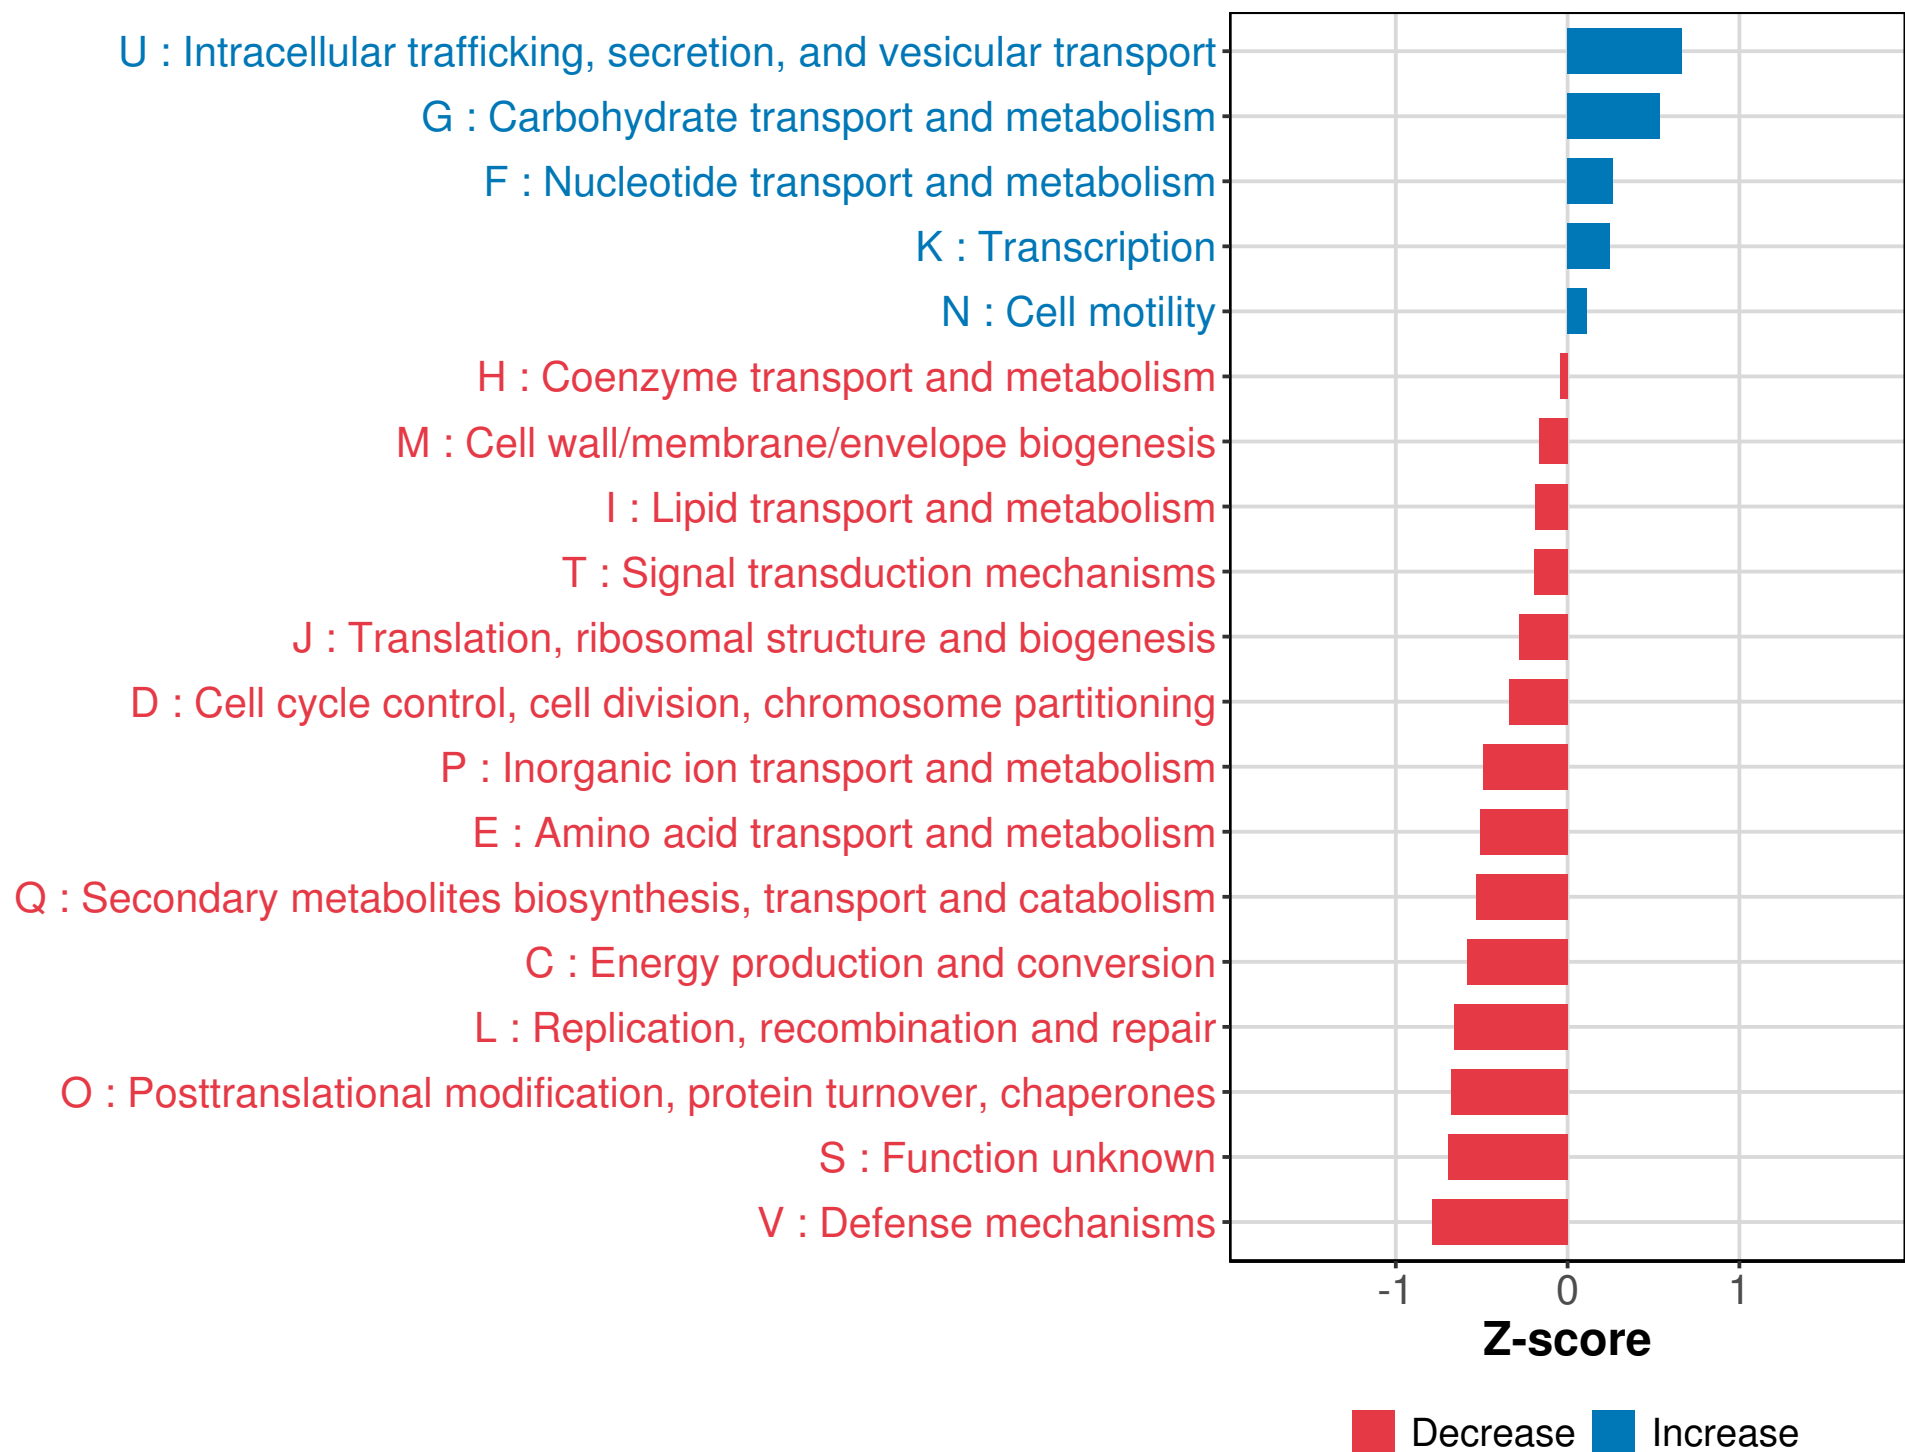 U : Intracellular trafficking, secretion, and vesicular transport
G : Carbohydrate transport and metabolism
F : Nucleotide transport and metabolism
K : Transcription
N : Cell motility
H : Coenzyme transport and metabolism
M : Cell wall/membrane/envelope biogenesis
I : Lipid transport and metabolism
T : Signal transduction mechanisms
J : Translation, ribosomal structure and biogenesis
D : Cell cycle control, cell division, chromosome partitioning
P : Inorganic ion transport and metabolism
E : Amino acid transport and metabolism
Q : Secondary metabolites biosynthesis, transport and catabolism
C : Energy production and conversion
L : Replication, recombination and repair
O : Posttranslational modification, protein turnover, chaperones
S : Function unknown
V : Defense mechanisms
-1 0 1
Z-score
Decrease Increase